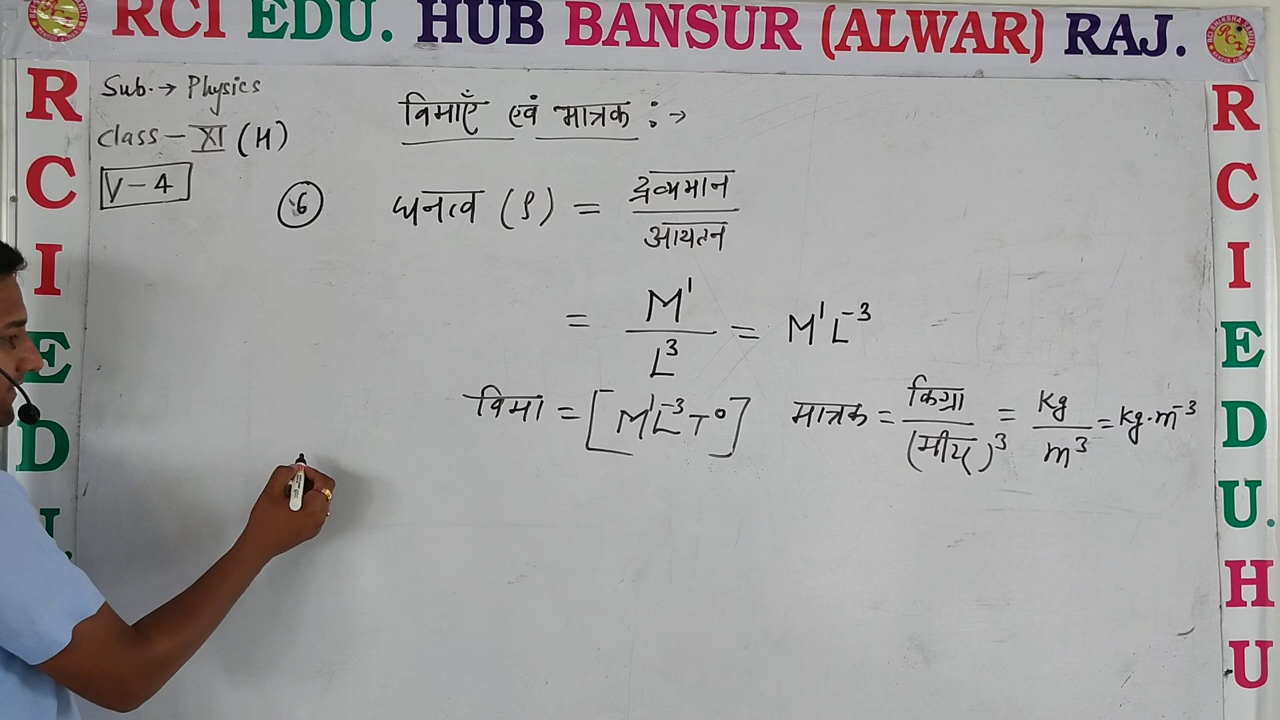 RCI EDU. HUB BANSUR (ALWAR) RAJ.
Sub.→ Physics
Class – XI (H)
V-4
विमाएँ एवं मात्रक :→
6 घनत्व (ρ) = द्रव्यमान / आयतन
= M¹ / L³ = M¹L⁻³
विमा = [M¹L⁻³T⁰] मात्रक = किग्रा / (मीटर)³ = Kg / m³ = Kg·m⁻³
R
C
I
E
D
R
C
I
E
D
U.
H
U